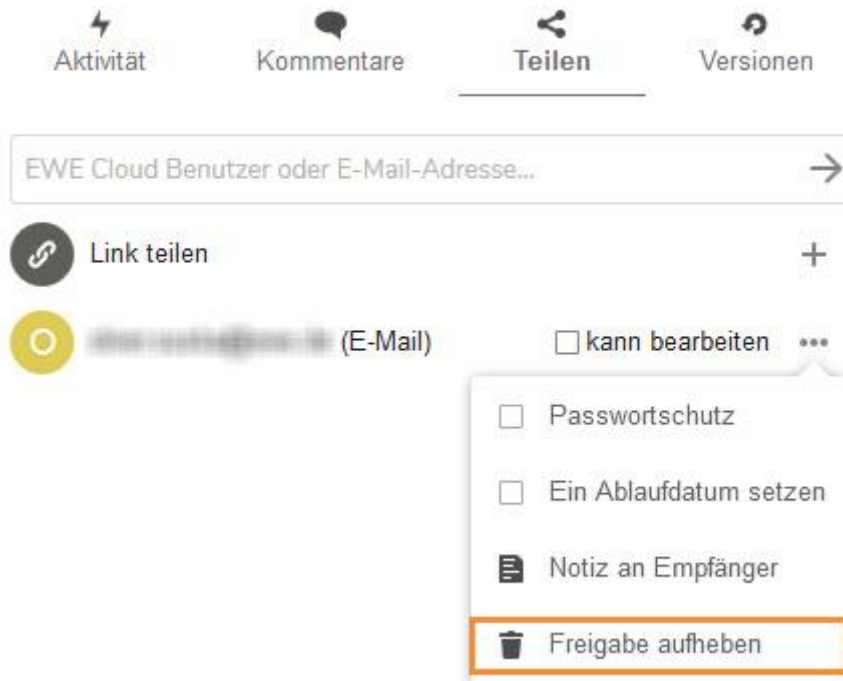 Aktivität Kommentare Teilen Versionen
EWE Cloud Benutzer oder E-Mail-Adresse...
Link teilen
O (E-Mail) kann bearbeiten
Passwortschutz
Ein Ablaufdatum setzen
Notiz an Empfänger
Freigabe aufheben